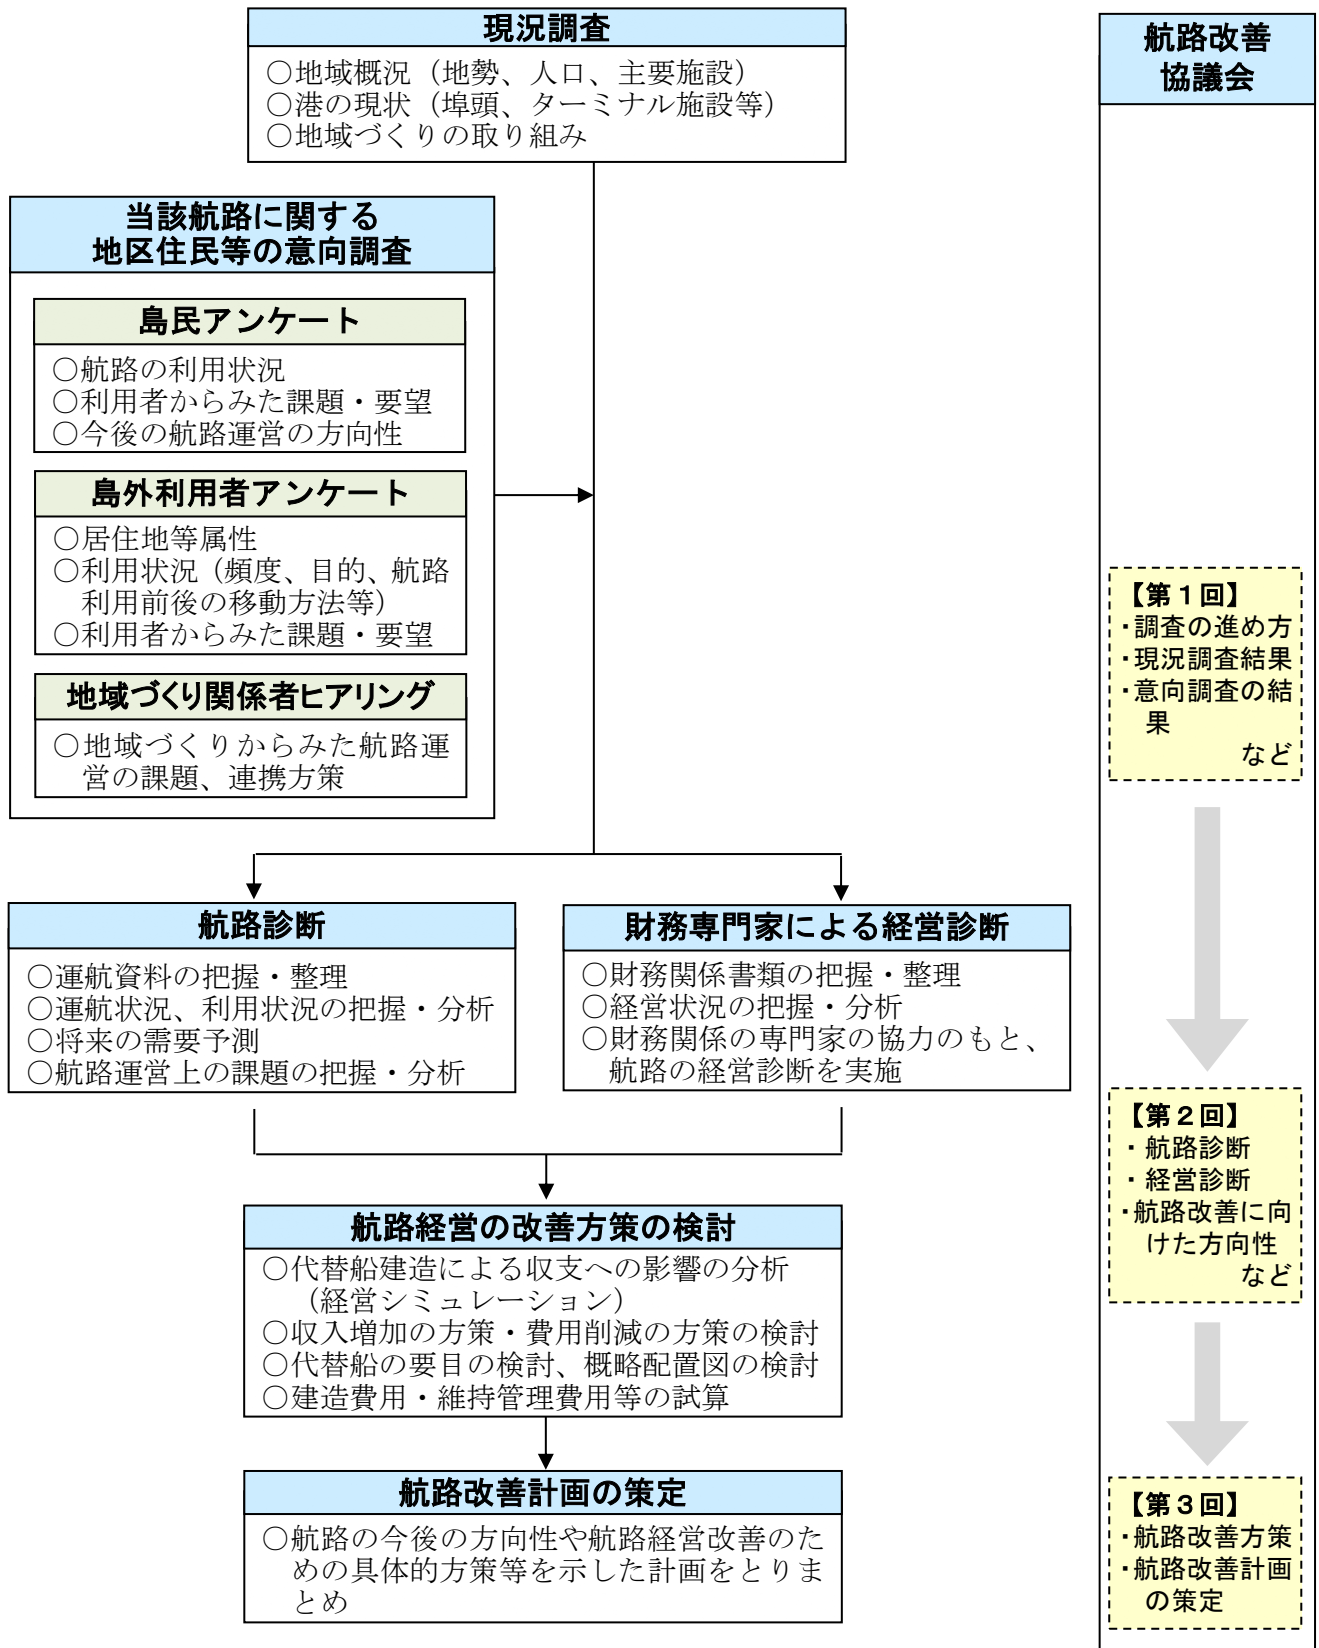 現況調査
○地域概況（地勢、人口、主要施設）
○港の現状（埠頭、ターミナル施設等）
○地域づくりの取り組み
当該航路に関する
地区住民等の意向調査
島民アンケート
○航路の利用状況
○利用者からみた課題・要望
○今後の航路運営の方向性
島外利用者アンケート
○居住地等属性
○利用状況（頻度、目的、航路
利用前後の移動方法等）
○利用者からみた課題・要望
地域づくり関係者ヒアリング
○地域づくりからみた航路運
営の課題、連携方策
航路診断
○運航資料の把握・整理
○運航状況、利用状況の把握・分析
○将来の需要予測
○航路運営上の課題の把握・分析
財務専門家による経営診断
○財務関係書類の把握・整理
○経営状況の把握・分析
○財務関係の専門家の協力のもと、
航路の経営診断を実施
航路経営の改善方策の検討
○代替船建造による収支への影響の分析
（経営シミュレーション）
○収入増加の方策・費用削減の方策の検討
○代替船の要目の検討、概略配置図の検討
○建造費用・維持管理費用等の試算
航路改善計画の策定
○航路の今後の方向性や航路経営改善のた
めの具体的方策等を示した計画をとりま
とめ
航路改善
協議会
【第１回】
・調査の進め方
・現況調査結果
・意向調査の結
果
など
【第２回】
・航路診断
・経営診断
・航路改善に向
けた方向性
など
【第３回】
・航路改善方策
・航路改善計画
の策定